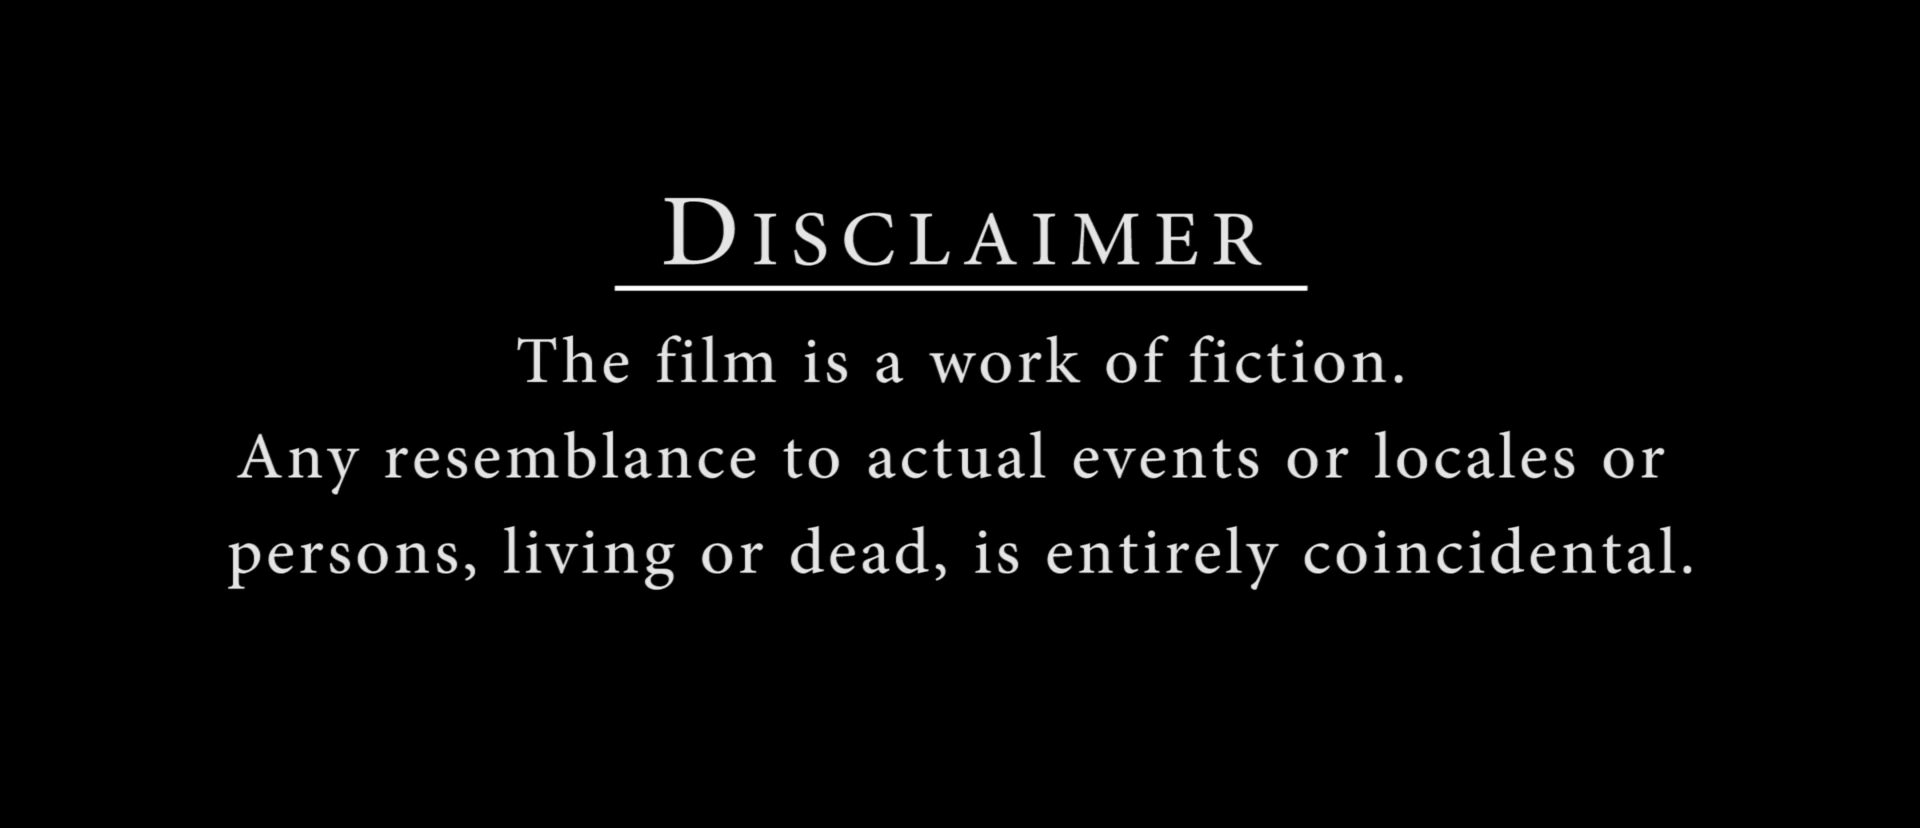 DISCLAIMER
The film is a work of fiction.
Any resemblance to actual events or locales or
persons, living or dead, is entirely coincidental.